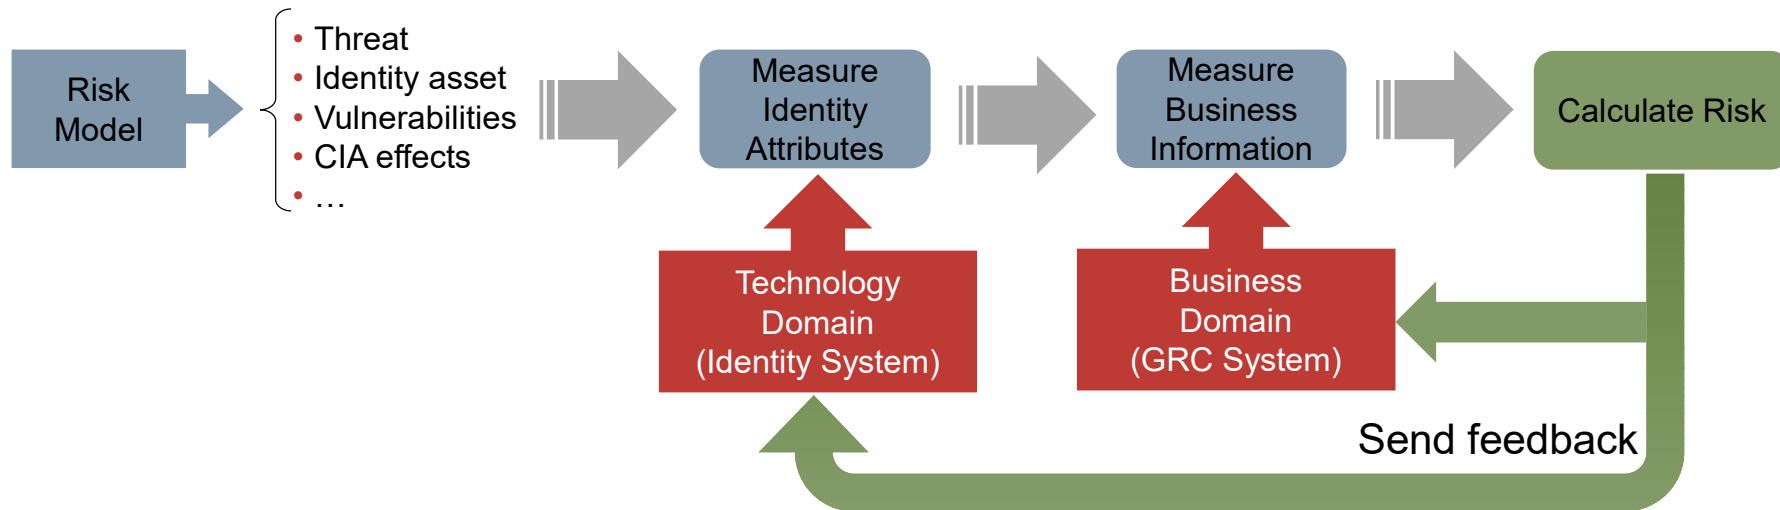 Risk
Model
• Threat
• Identity asset
• Vulnerabilities
• CIA effects
• …
Measure
Identity
Attributes
Measure
Business
Information
Calculate Risk
Technology
Domain
(Identity System)
Business
Domain
(GRC System)
Send feedback